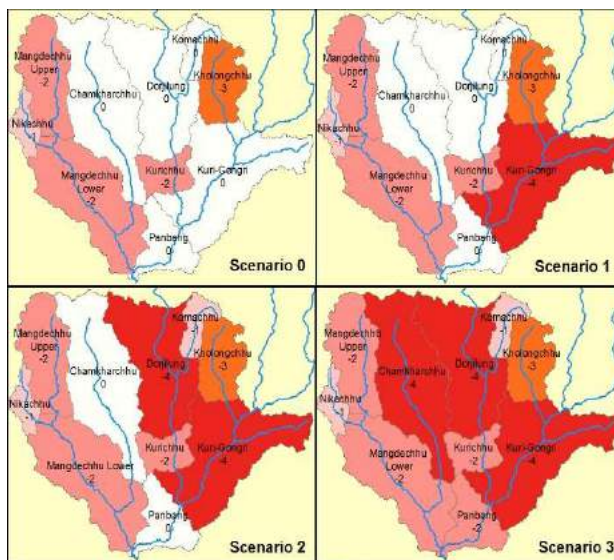 Mangdechhu
Upper
-2
Nikachhu
-1
Chamkharchhu
0
Mangdechhu
Lower
-2
Komachhu
0
Dorjilung
0
Kholongchhu
-3
Kurichhu
-2
Kuri-Gongri
0
Panbang
0
Scenario 0
Mangdechhu
Upper
-2
Nikachhu
-1
Chamkharchhu
0
Mangdechhu
Lower
-2
Komachhu
0
Dorjilung
0
Kholongchhu
-3
Kurichhu
-2
Kuri-Gongri
-4
Panbang
0
Scenario 1
Mangdechhu
Upper
-2
Nikachhu
-1
Chamkharchhu
0
Mangdechhu Lower
-2
Komachhu
-1
Dorjilung
-4
Kholongchhu
-3
Kurichhu
-2
Kuri-Gongri
-4
Panbang
0
Scenario 2
Mangdechhu
Upper
-2
Nikachhu
-1
Chamkharchhu
-4
Mangdechhu
Lower
-2
Komachhu
-1
Dorjilung
-4
Kholongchhu
-3
Kurichhu
-2
Kuri-Gongri
-4
Panbang
-2
Scenario 3